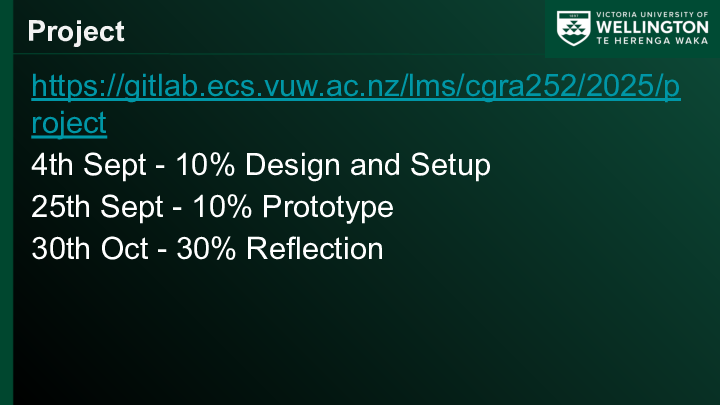 Project
VICTORIA UNIVERSITY OF
WELLINGTON
TE HERENGA WAKA
https://gitlab.ecs.vuw.ac.nz/lms/cgra252/2025/p
roject
4th Sept - 10% Design and Setup
25th Sept - 10% Prototype
30th Oct - 30% Reflection